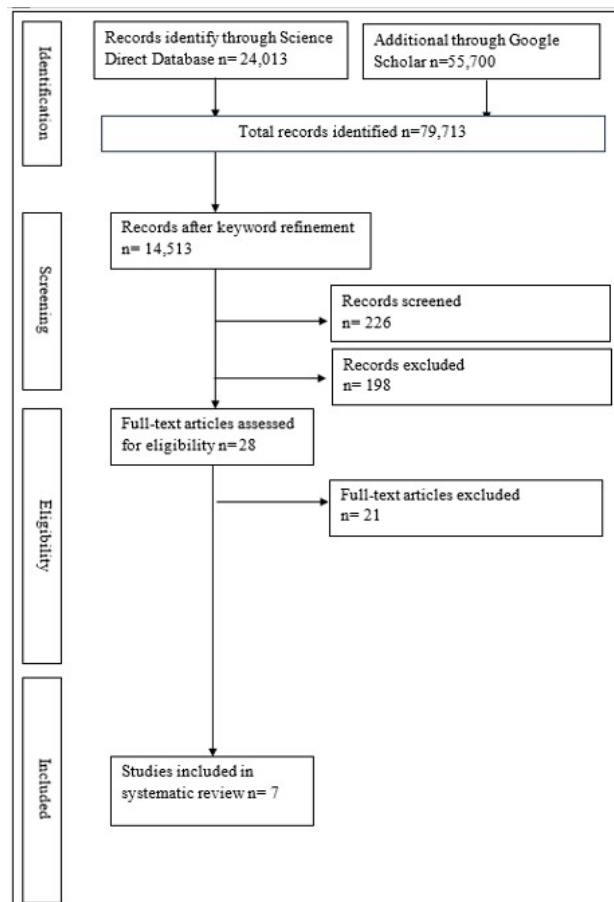 Identification
Records identify through Science
Direct Database n= 24,013
Additional through Google
Scholar n=55,700
Total records identified n=79,713
Screening
Records after keyword refinement
n= 14,513
Records screened
n= 226
Records excluded
n= 198
Eligibility
Full-text articles assessed
for eligibility n=28
Full-text articles excluded
n= 21
Included
Studies included in
systematic review n= 7